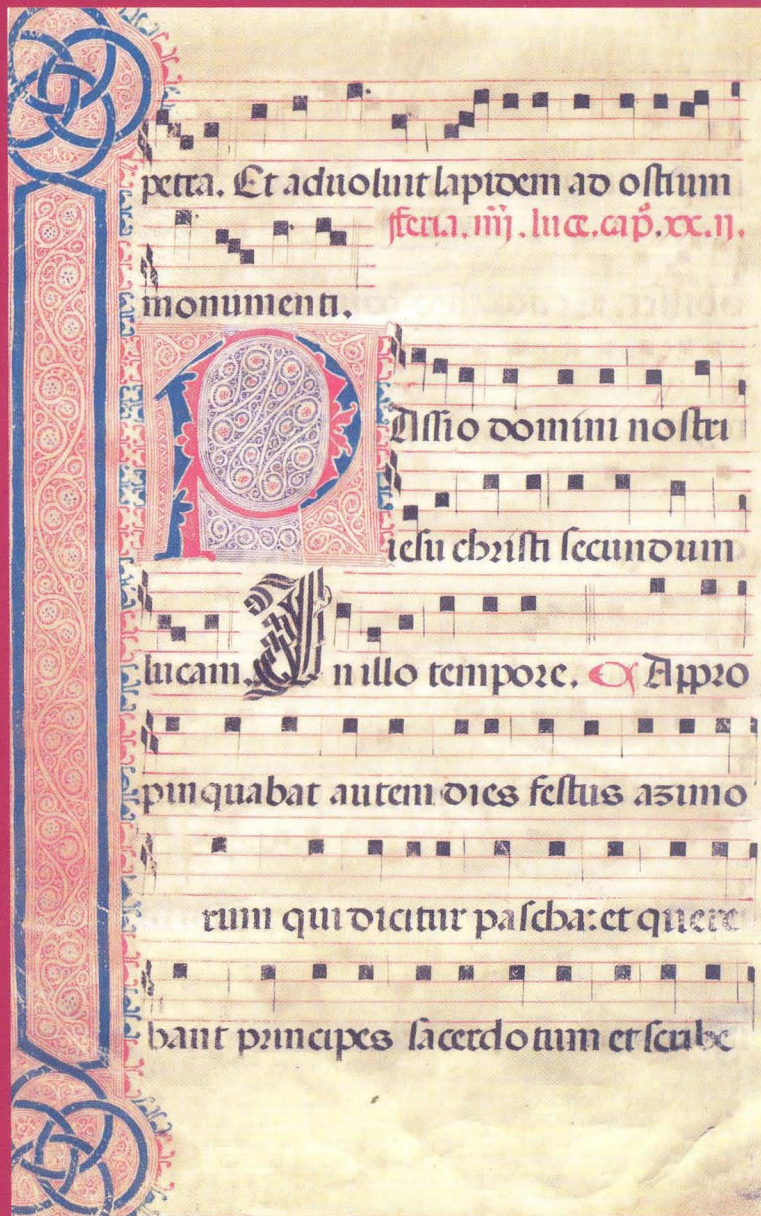 petra. Et aduoluit lapidem ad ostium
fferia. iiij. luce. cap̊. xx. ij.
monumenti.
PAssio domini nostri
iesu christi secundum
lucam. In illo tempore. Appro
pinquabat autem dies festus azimo
rum qui dicitur pascha: et quere
bant principes sacerdotum et scribe